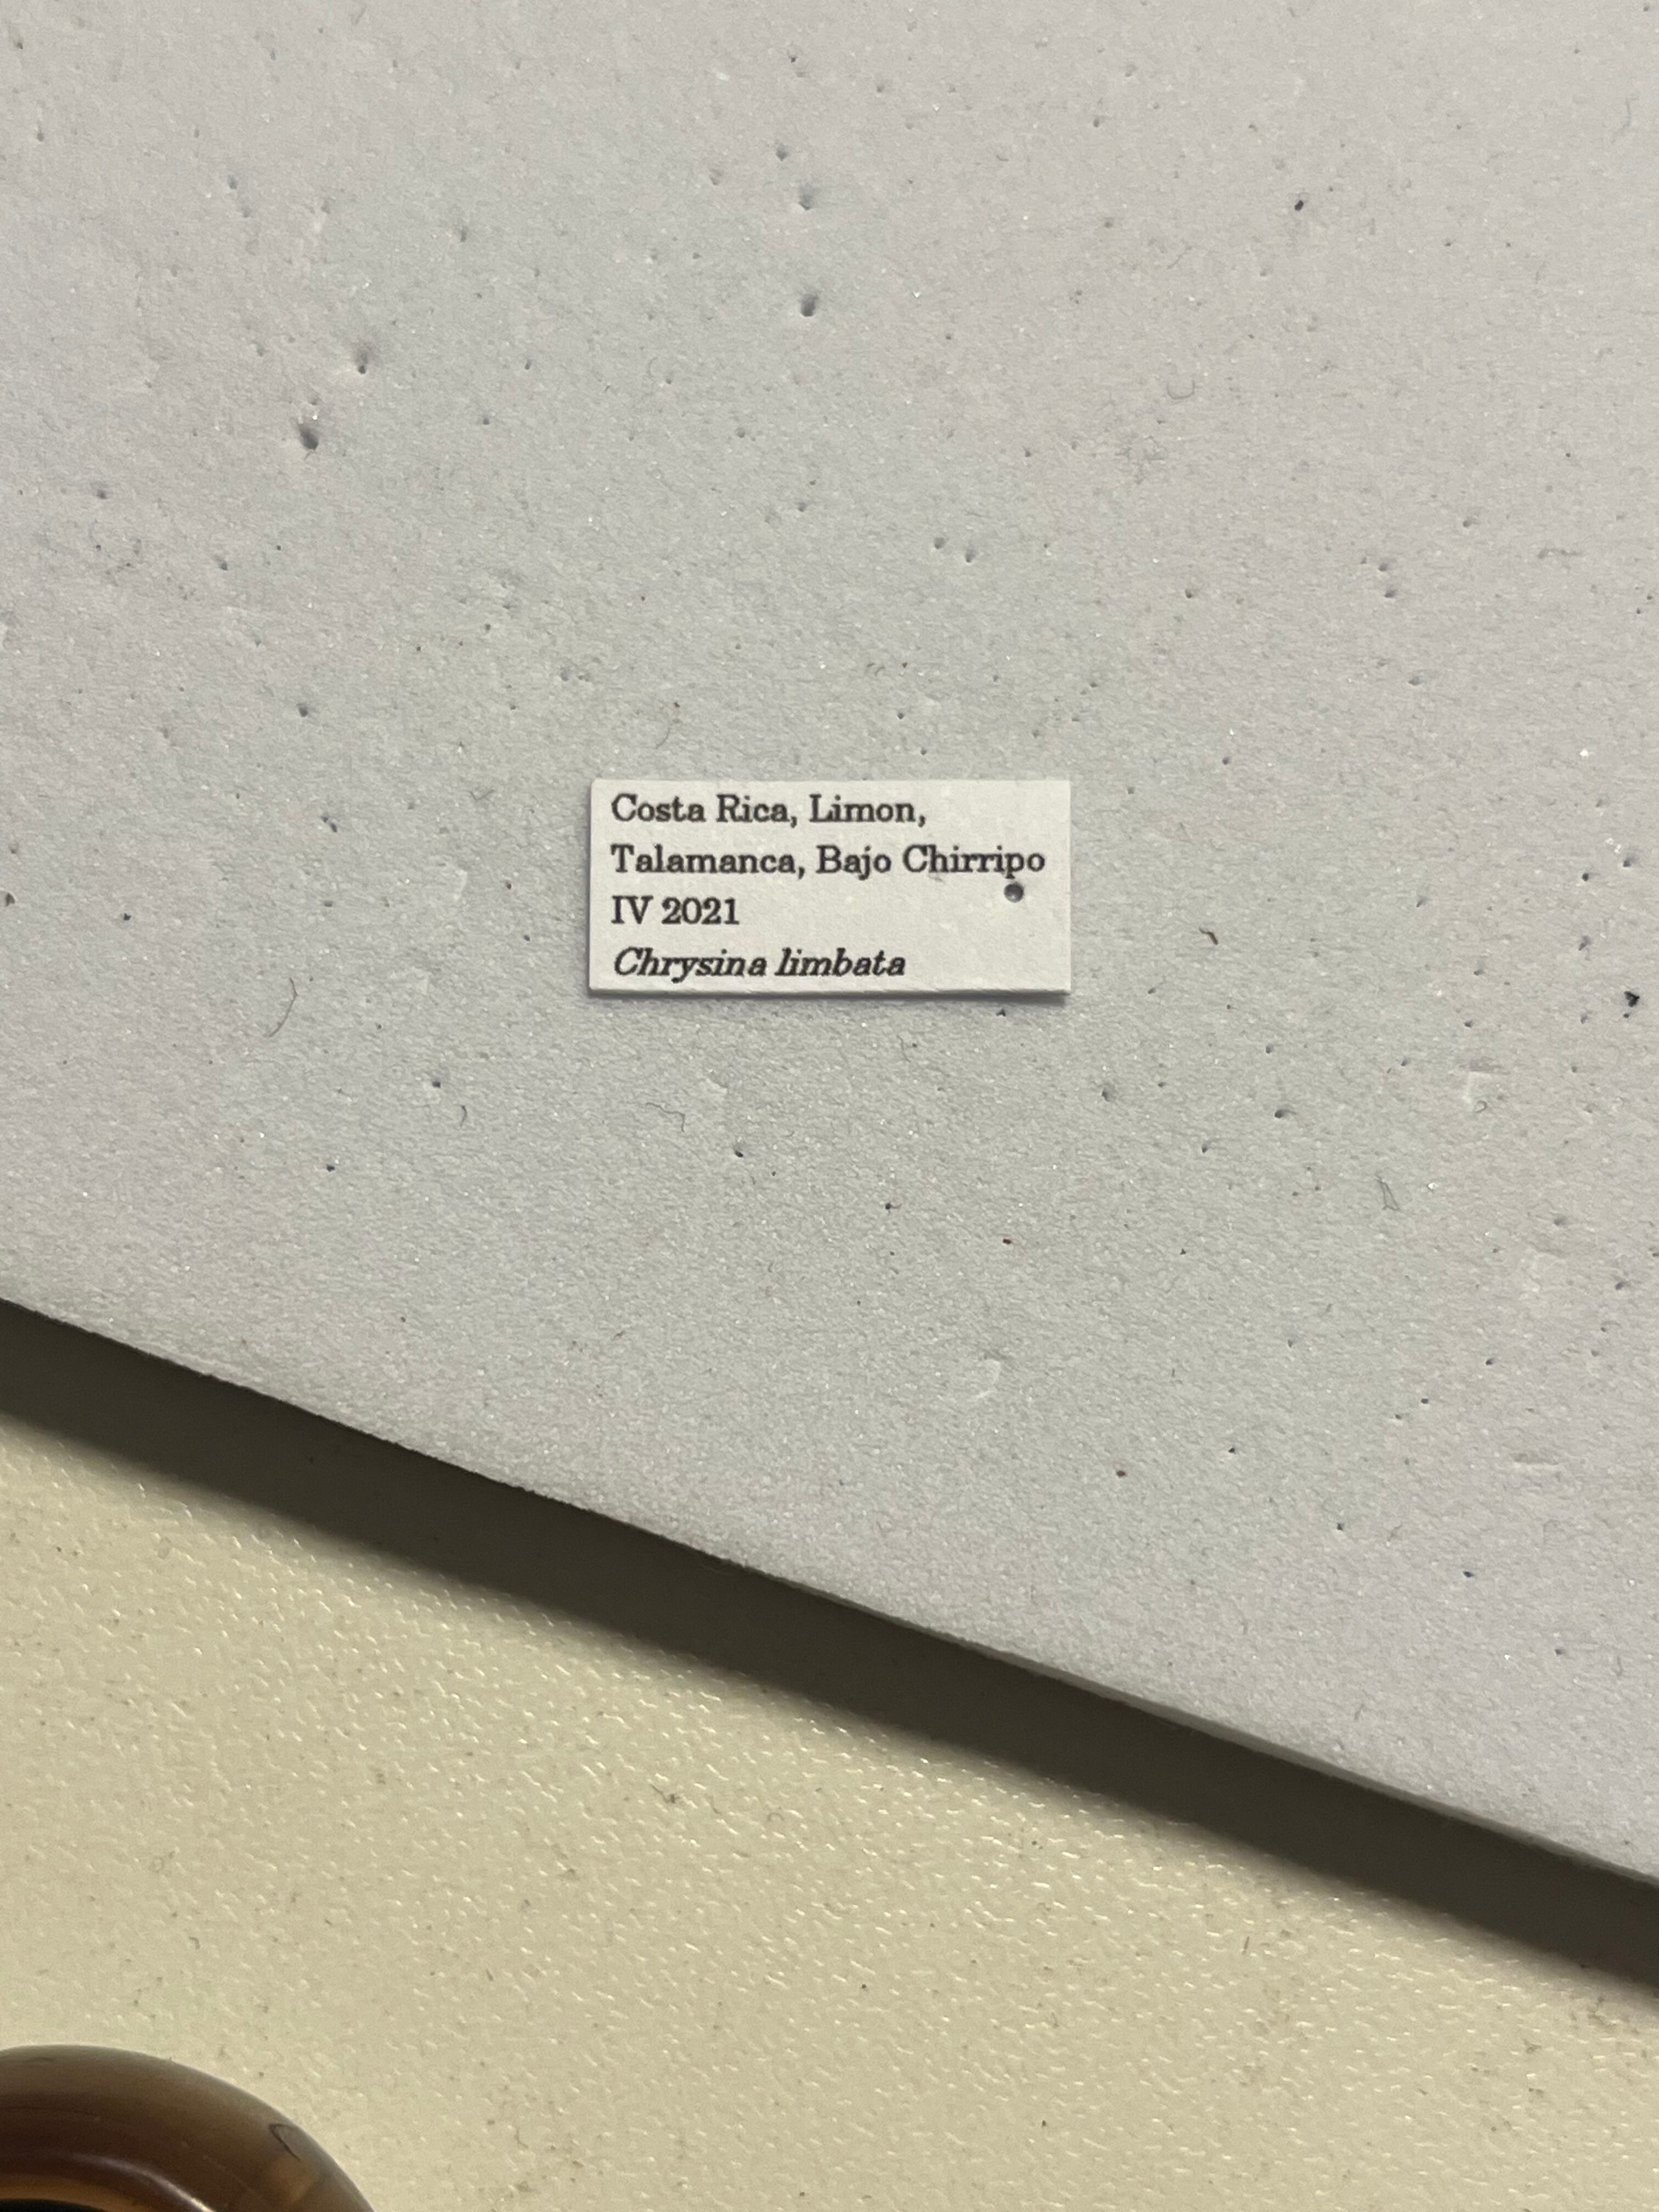 Costa Rica, Limon,
Talamanca, Bajo Chirripo
IV 2021
Chrysina limbata